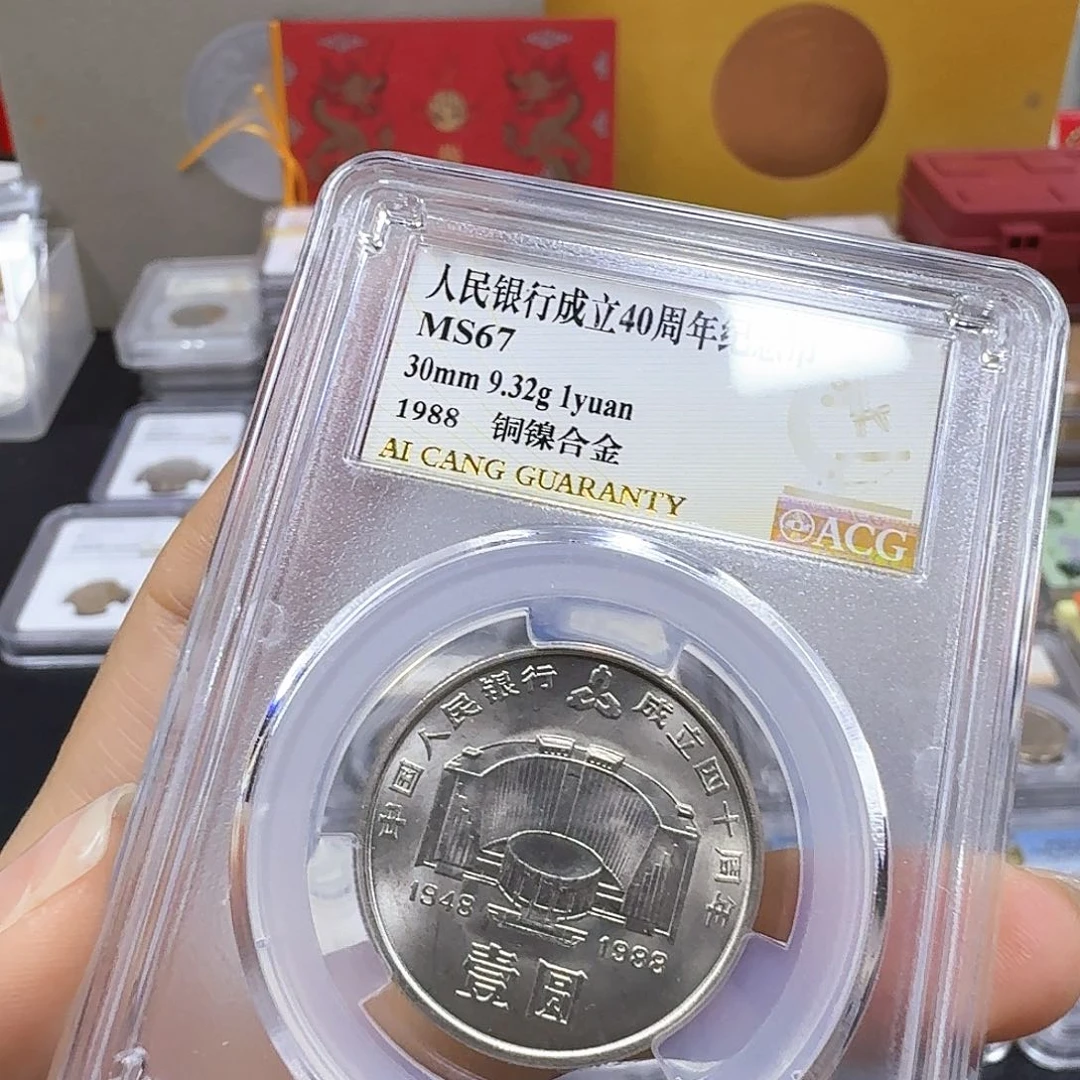 人民银行成立40周年纪念币
MS67
30mm 9.32g 1yuan
1988 铜镍合金
AI CANG GUARANTY
ACG
中国人民银行 成立四十周年
1948 1988
壹圆